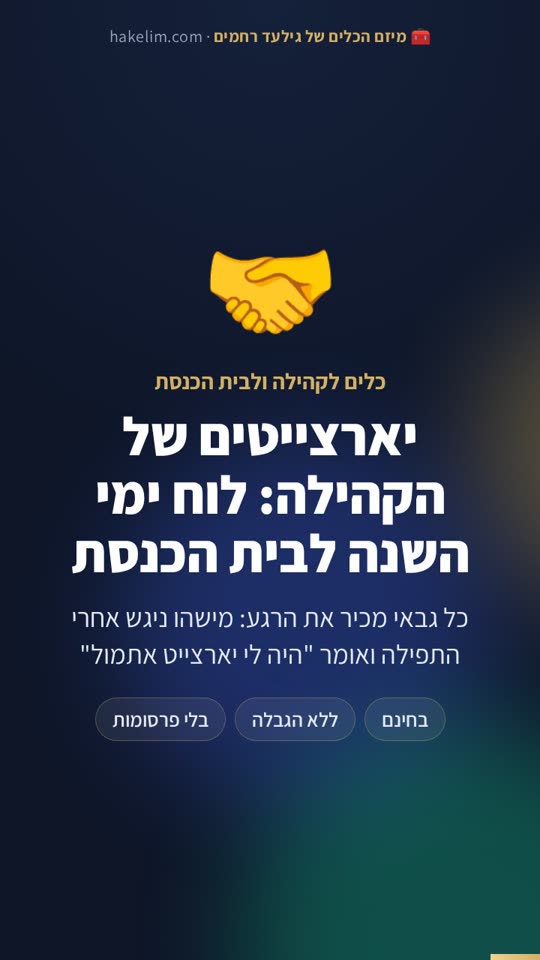 🧰 מיזם הכלים של גילעד רחמים · hakelim.com
כלים לקהילה ולבית הכנסת
יארצייטים של
הקהילה: לוח ימי
השנה לבית הכנסת
כל גבאי מכיר את הרגע: מישהו ניגש אחרי
התפילה ואומר "היה לי יארצייט אתמול"
בחינם
ללא הגבלה
בלי פרסומות